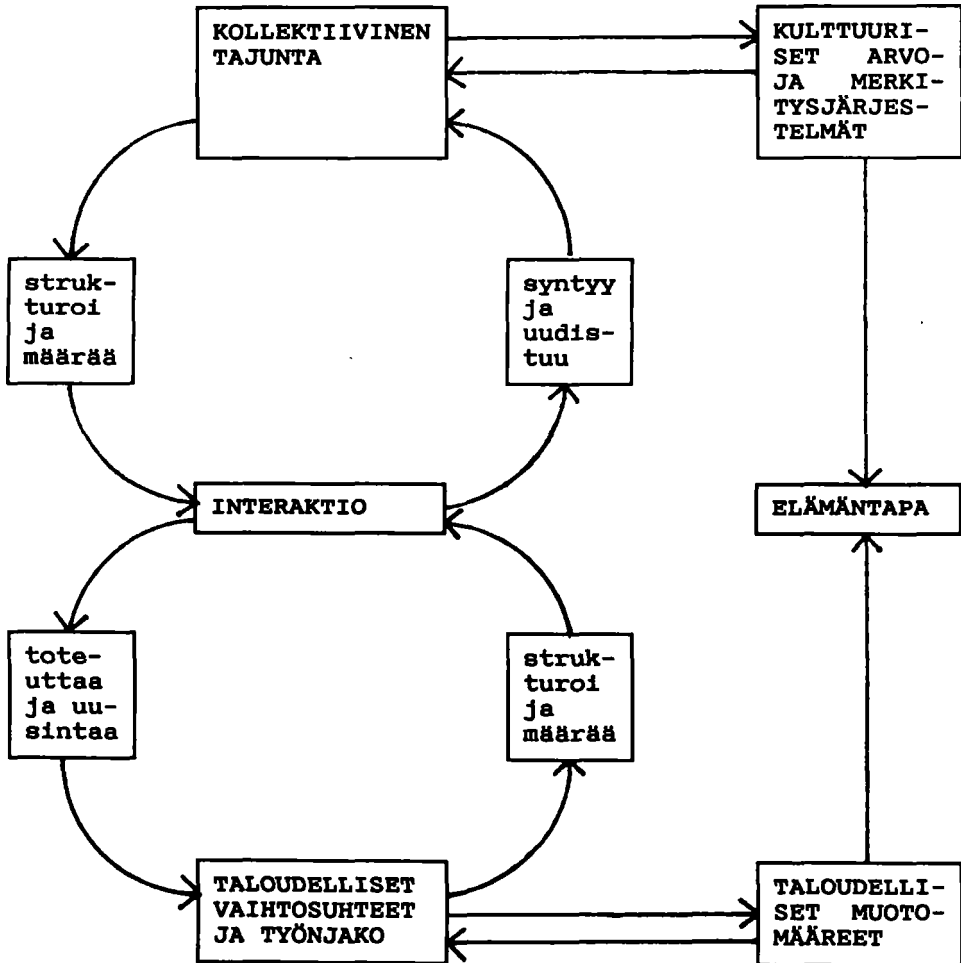 KOLLEKTIIVINEN
TAJUNTA
KULTTUURI-
SET ARVO-
JA MERKI-
TYSJÄRJES-
TELMÄT
struk-
turoi
ja
määrää
syntyy
ja
uudis-
tuu
INTERAKTIO
ELÄMÄNTAPA
tote-
uttaa
ja uu-
sintaa
struk-
turoi
ja
määrää
TALOUDELLISET
VAIHTOSUHTEET
JA TYÖNJAKO
TALOUDELLI-
SET MUOTO-
MÄÄREET